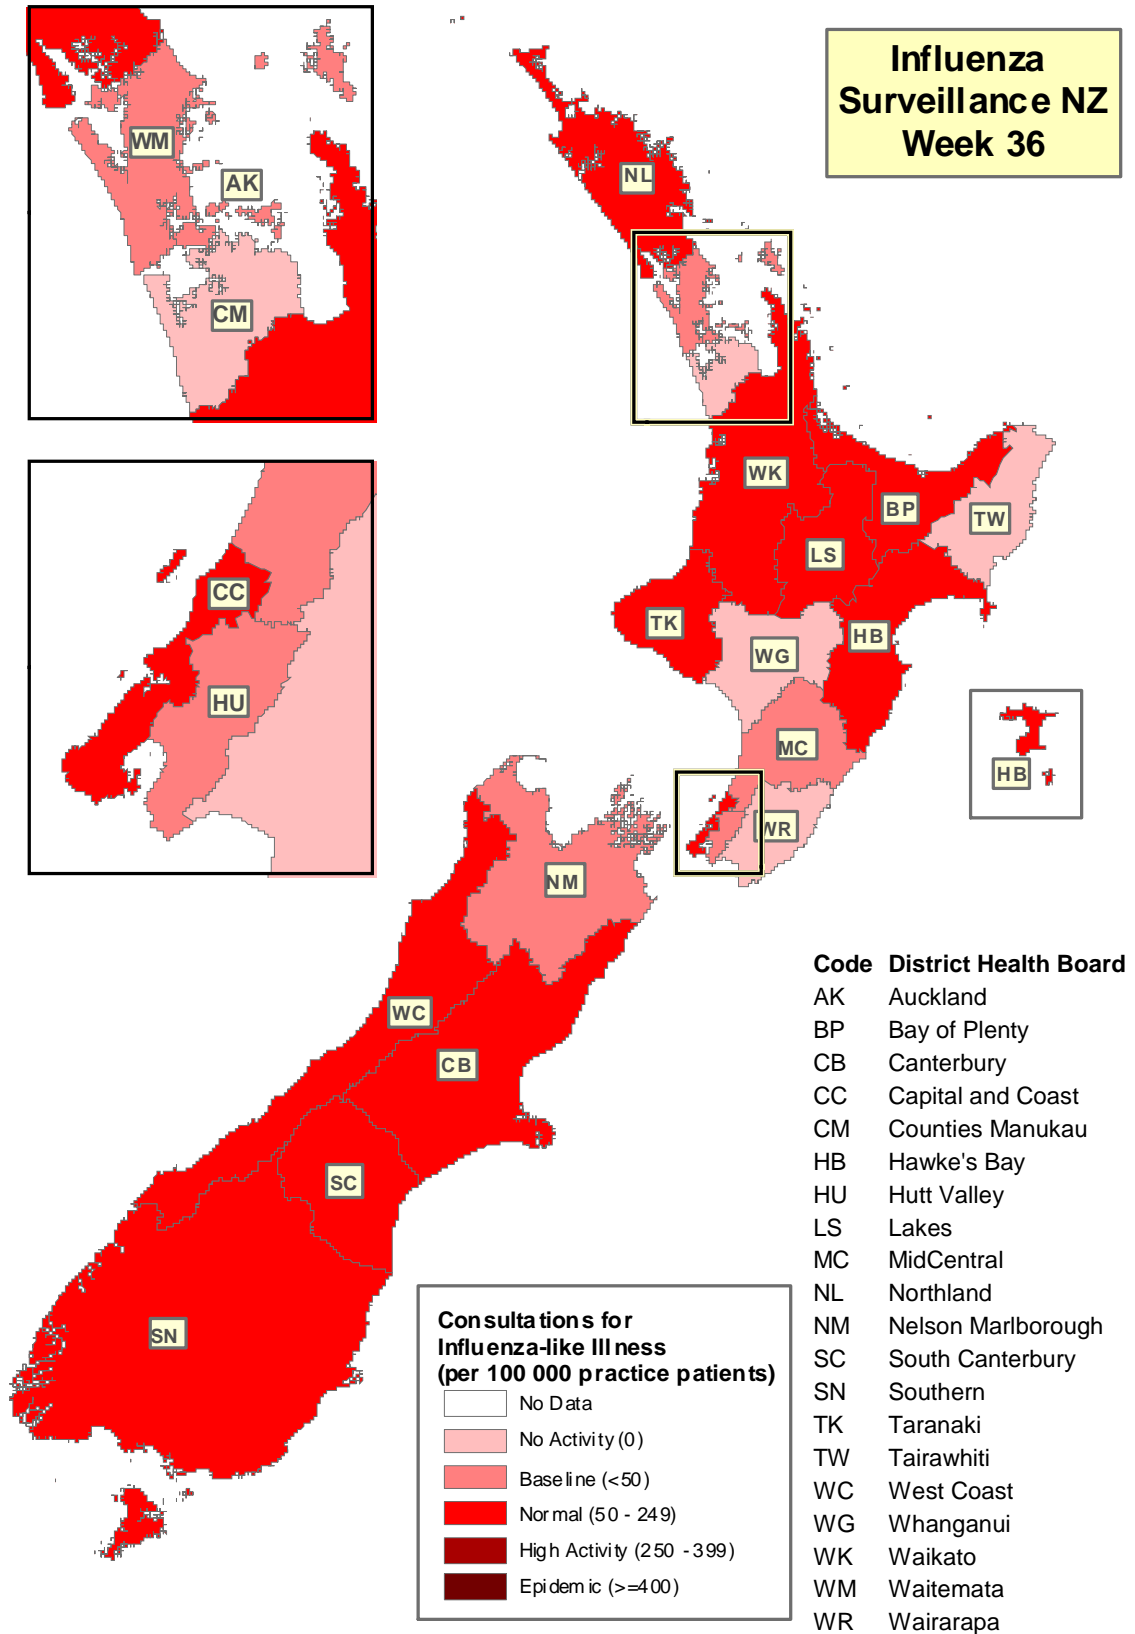 Influenza
Surveillance NZ
Week 36
WM
AK
CM
NL
WK
BP
TW
LS
TK
HB
WG
MC
WR
HB
CC
HU
NM
WC
CB
SC
SN
Consultations for
Influenza-like Illness
(per 100 000 practice patients)
No Data
No Activity (0)
Baseline (<50)
Normal (50 - 249)
High Activity (250 - 399)
Epidemic (>=400)
Code District Health Board
AK Auckland
BP Bay of Plenty
CB Canterbury
CC Capital and Coast
CM Counties Manukau
HB Hawke's Bay
HU Hutt Valley
LS Lakes
MC MidCentral
NL Northland
NM Nelson Marlborough
SC South Canterbury
SN Southern
TK Taranaki
TW Tairawhiti
WC West Coast
WG Whanganui
WK Waikato
WM Waitemata
WR Wairarapa